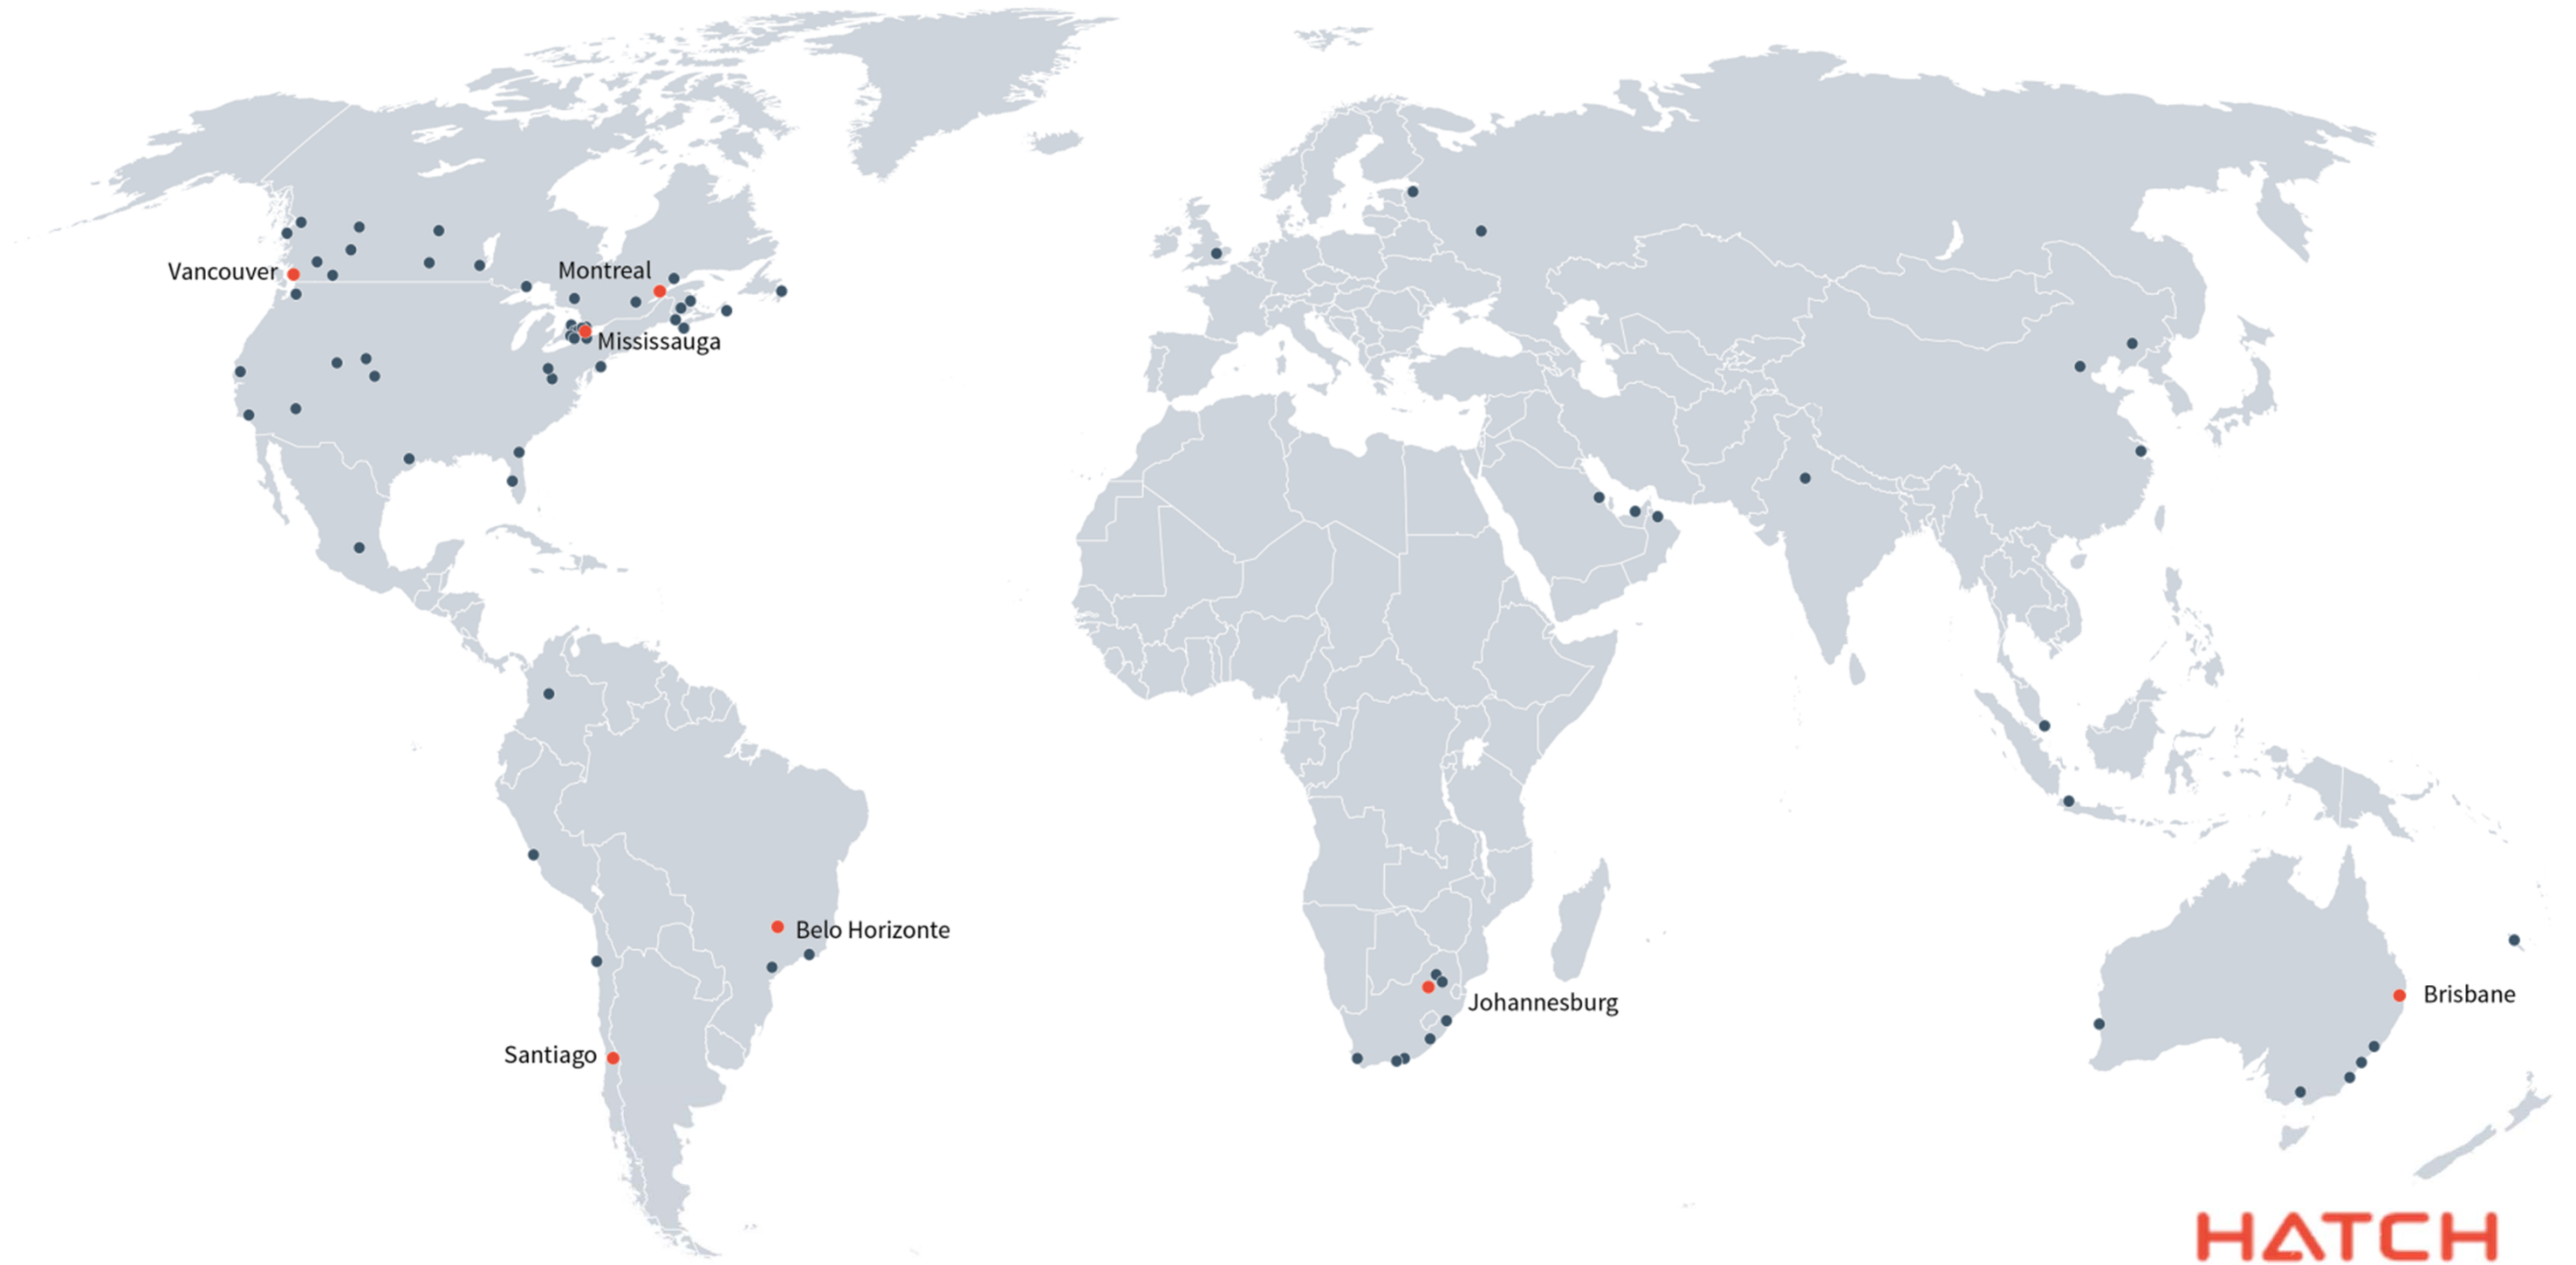 Vancouver
Montreal
Mississauga
Belo Horizonte
Santiago
Johannesburg
Brisbane
HATCH